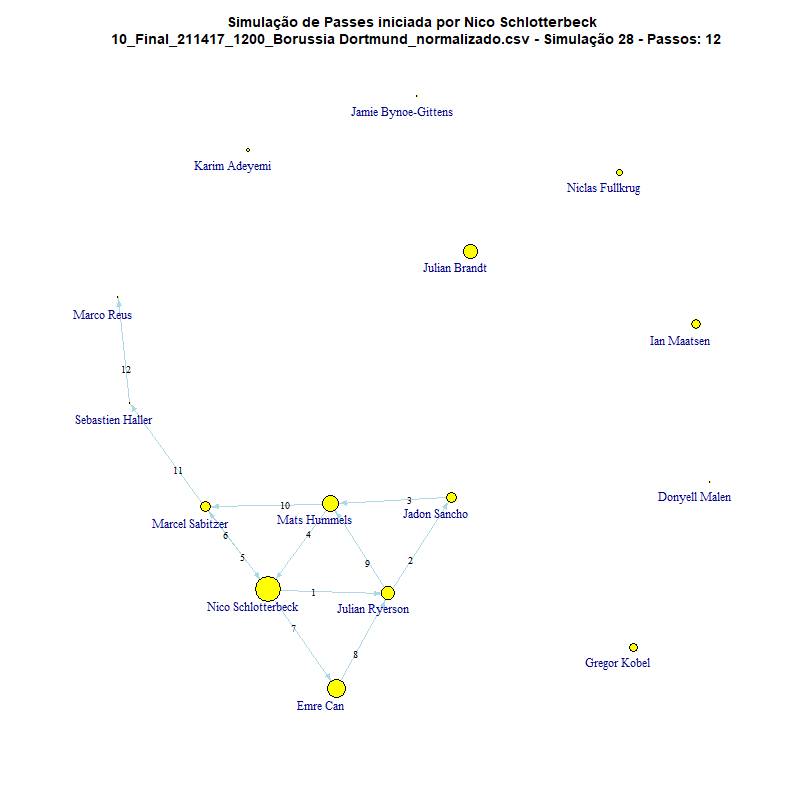 Simulação de Passes iniciada por Nico Schlotterbeck
10_Final_211417_1200_Borussia Dortmund_normalizado.csv - Simulação 28 - Passos: 12
Jamie Bynoe-Gittens
Karim Adeyemi
Niclas Fullkrug
Julian Brandt
Marco Reus
Ian Maatsen
12
Sebastien Haller
11
Donyell Malen
3
10
Jadon Sancho
Mats Hummels
Marcel Sabitzer
6
4
5
2
9
1
Nico Schlotterbeck
Julian Ryerson
7
8
Gregor Kobel
Emre Can